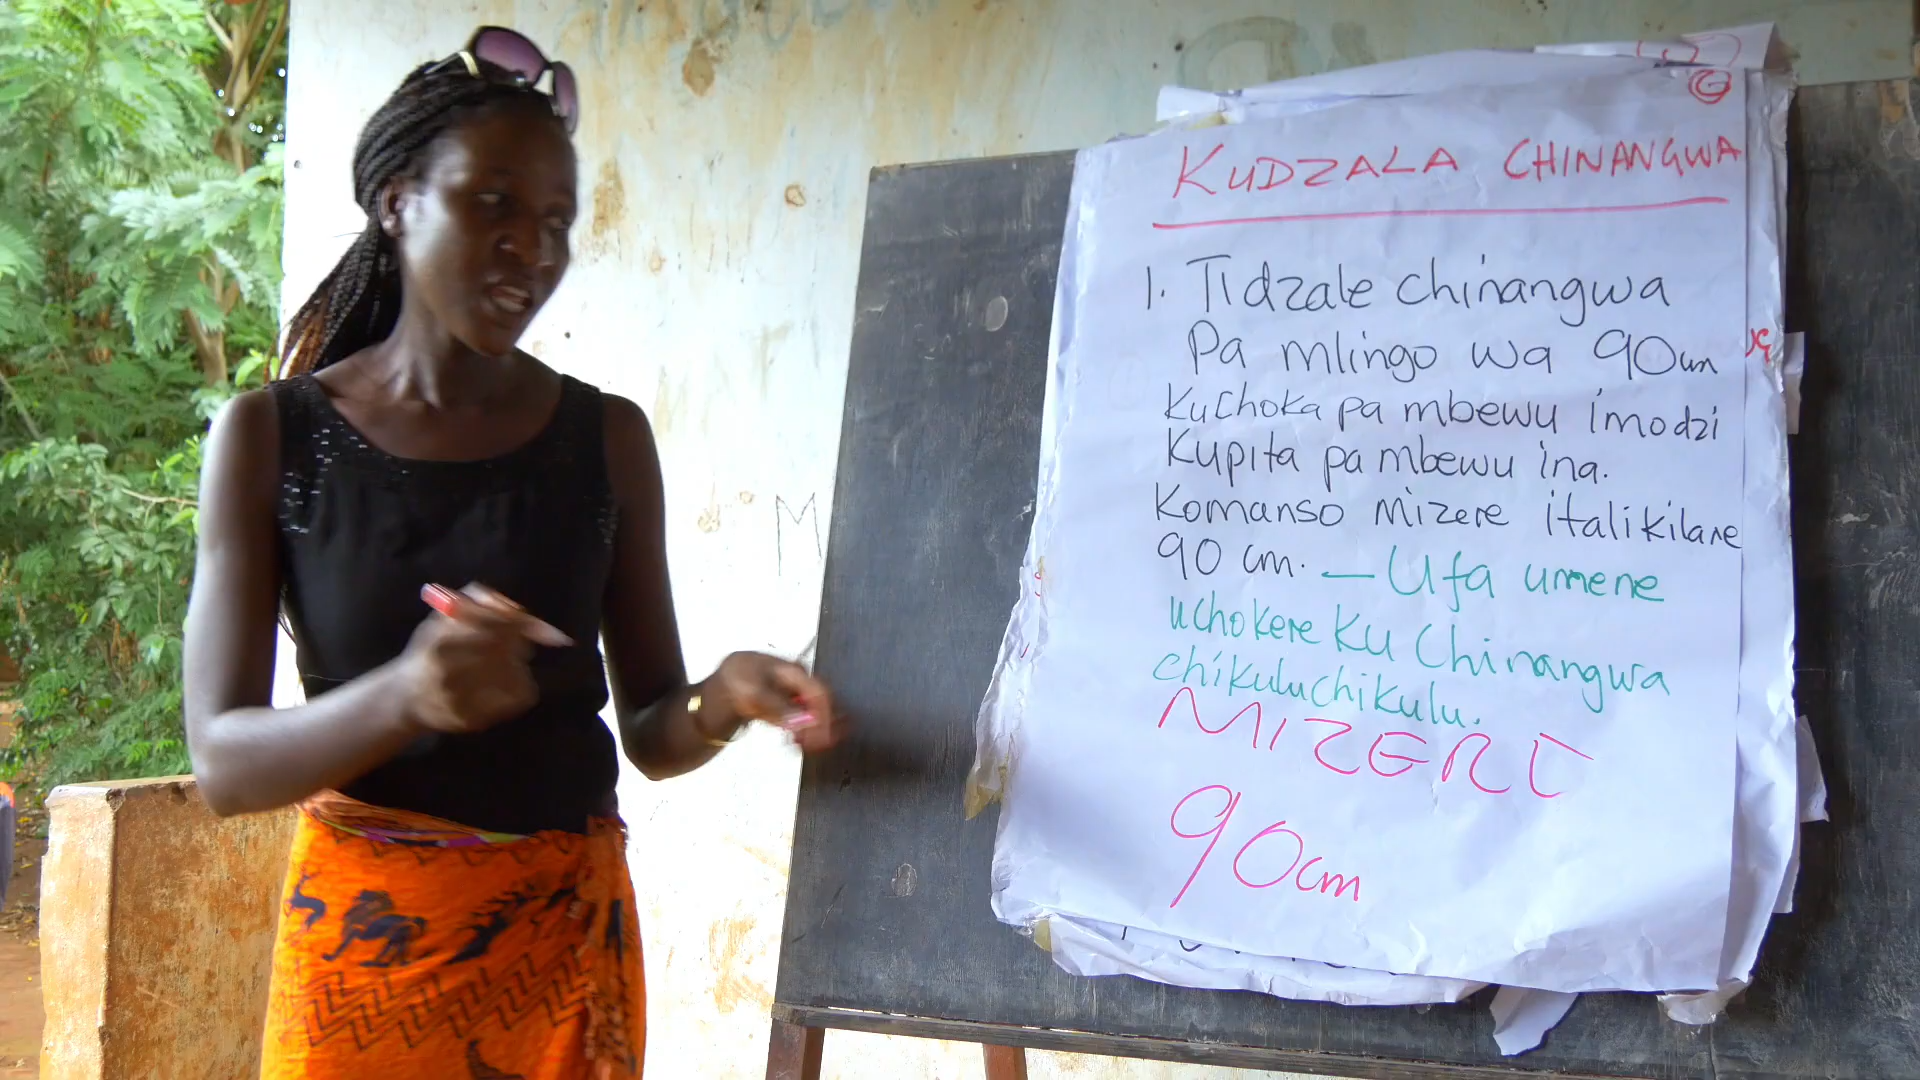 KUDZALA CHINANGWA
1. Tidzale chinangwa
Pa mlingo wa 90cm
Kuchoka pa mbewu imodzi
Kupita pa mbewu ina.
Komanso mizere italikilane
90 cm. — Ufa umene
uchokere ku Chinangwa
chikuluchikulu.
MIZERE
90cm
M